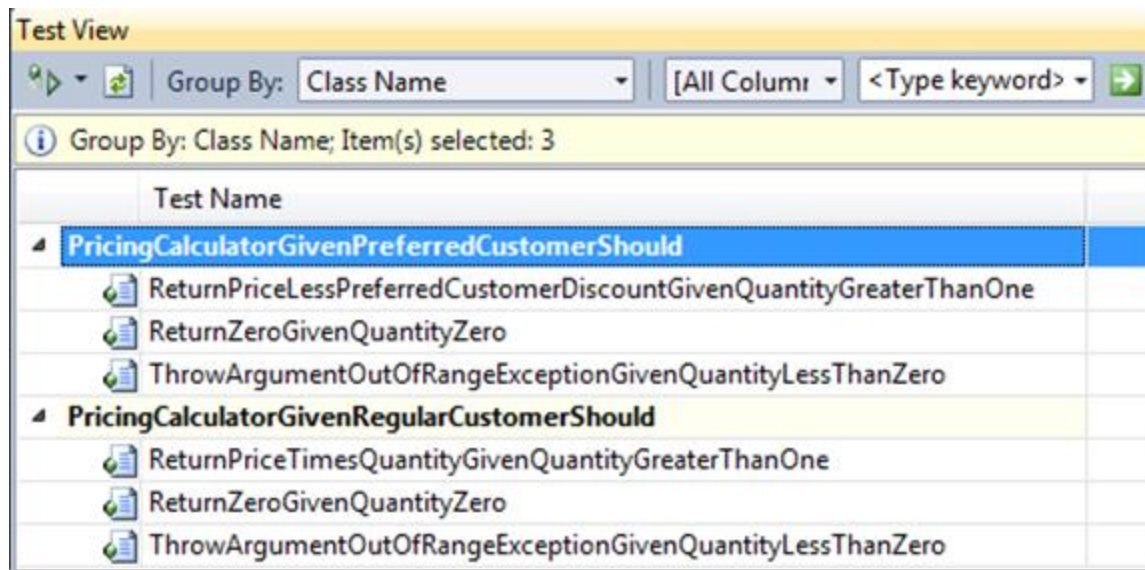 Test View
Group By: Class Name [All Colum <Type keyword>
Group By: Class Name; Item(s) selected: 3
Test Name
PricingCalculatorGivenPreferredCustomerShould
ReturnPriceLessPreferredCustomerDiscountGivenQuantityGreaterThanOne
ReturnZeroGivenQuantityZero
ThrowArgumentOutOfRangeExceptionGivenQuantityLessThanZero
PricingCalculatorGivenRegularCustomerShould
ReturnPriceTimesQuantityGivenQuantityGreaterThanOne
ReturnZeroGivenQuantityZero
ThrowArgumentOutOfRangeExceptionGivenQuantityLessThanZero